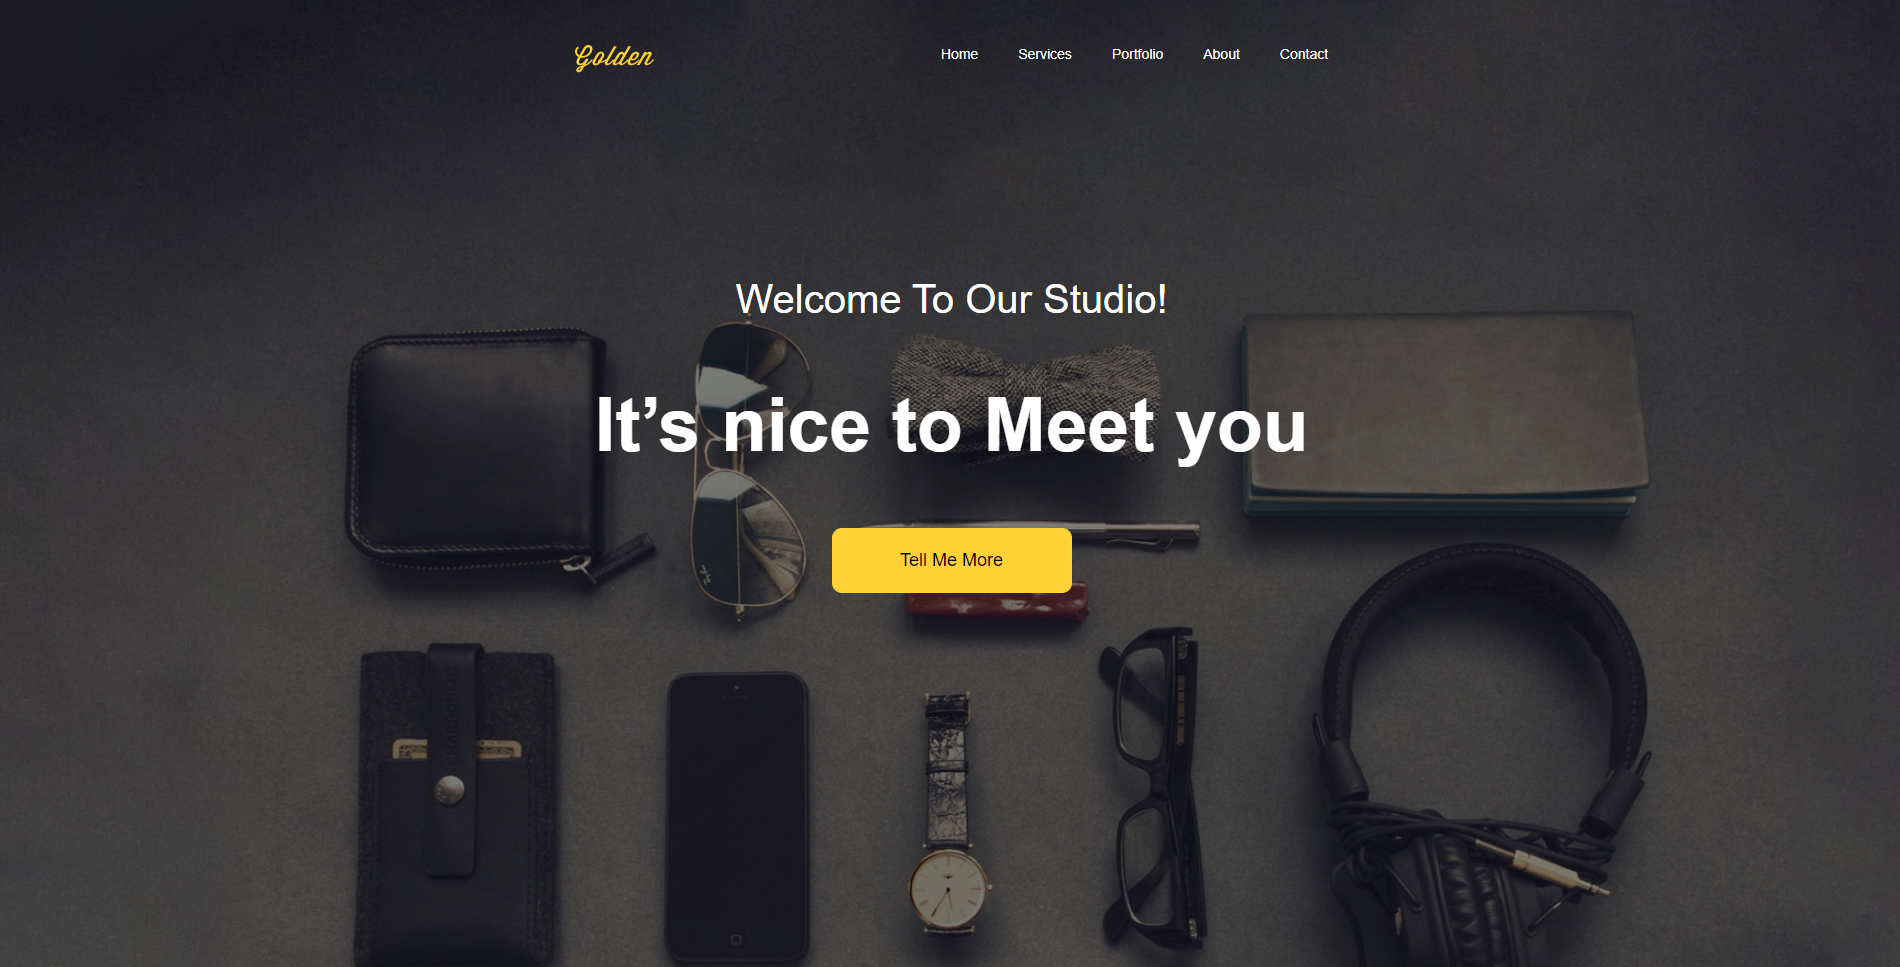 Golden
Home Services Portfolio About Contact
Welcome To Our Studio!
It’s nice to Meet you
Tell Me More